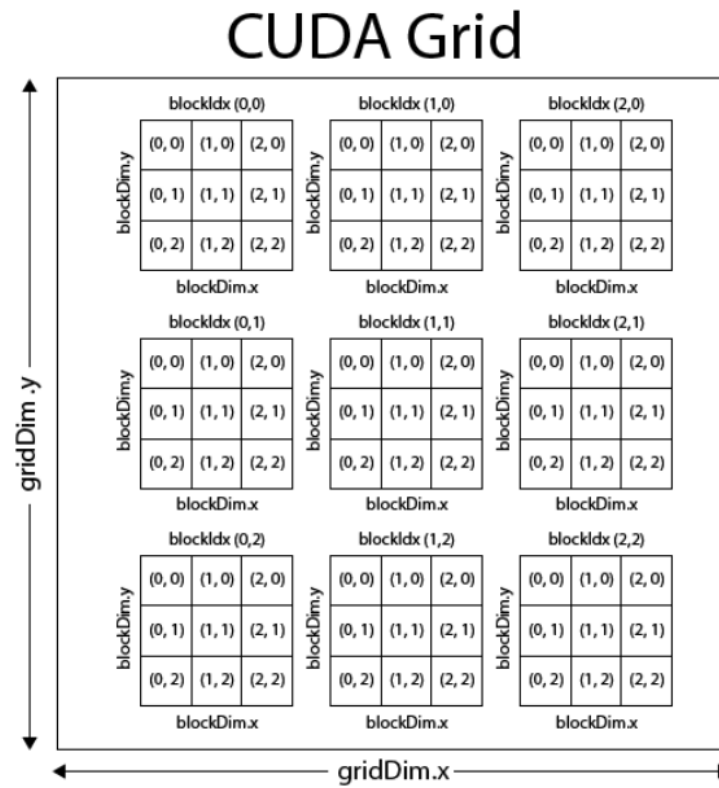 CUDA Grid
blockIdx (0,0) blockIdx (1,0) blockIdx (2,0)
(0, 0) (1, 0) (2, 0) (0, 0) (1, 0) (2, 0) (0, 0) (1, 0) (2, 0)
blockDim.y blockDim.y blockDim.y
(0, 1) (1, 1) (2, 1) (0, 1) (1, 1) (2, 1) (0, 1) (1, 1) (2, 1)
(0, 2) (1, 2) (2, 2) (0, 2) (1, 2) (2, 2) (0, 2) (1, 2) (2, 2)
blockDim.x blockDim.x blockDim.x
blockIdx (0,1) blockIdx (1,1) blockIdx (2,1)
(0, 0) (1, 0) (2, 0) (0, 0) (1, 0) (2, 0) (0, 0) (1, 0) (2, 0)
gridDim .y
blockDim.y blockDim.y blockDim.y
(0, 1) (1, 1) (2, 1) (0, 1) (1, 1) (2, 1) (0, 1) (1, 1) (2, 1)
(0, 2) (1, 2) (2, 2) (0, 2) (1, 2) (2, 2) (0, 2) (1, 2) (2, 2)
blockDim.x blockDim.x blockDim.x
blockIdx (0,2) blockIdx (1,2) blockIdx (2,2)
(0, 0) (1, 0) (2, 0) (0, 0) (1, 0) (2, 0) (0, 0) (1, 0) (2, 0)
blockDim.y blockDim.y blockDim.y
(0, 1) (1, 1) (2, 1) (0, 1) (1, 1) (2, 1) (0, 1) (1, 1) (2, 1)
(0, 2) (1, 2) (2, 2) (0, 2) (1, 2) (2, 2) (0, 2) (1, 2) (2, 2)
blockDim.x blockDim.x blockDim.x
gridDim.x